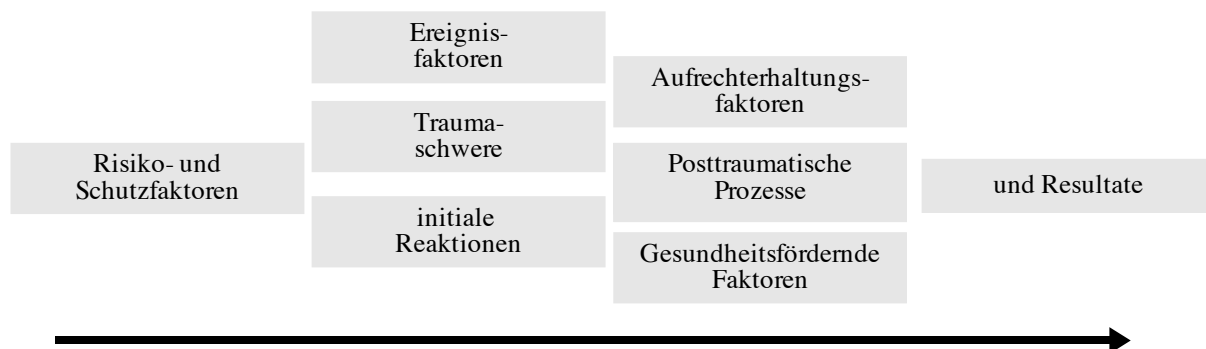 Risiko- und
Schutzfaktoren
Ereignis-
faktoren
Trauma-
schwere
initiale
Reaktionen
Aufrechterhaltungs-
faktoren
Posttraumatische
Prozesse
Gesundheitsfördernde
Faktoren
und Resultate